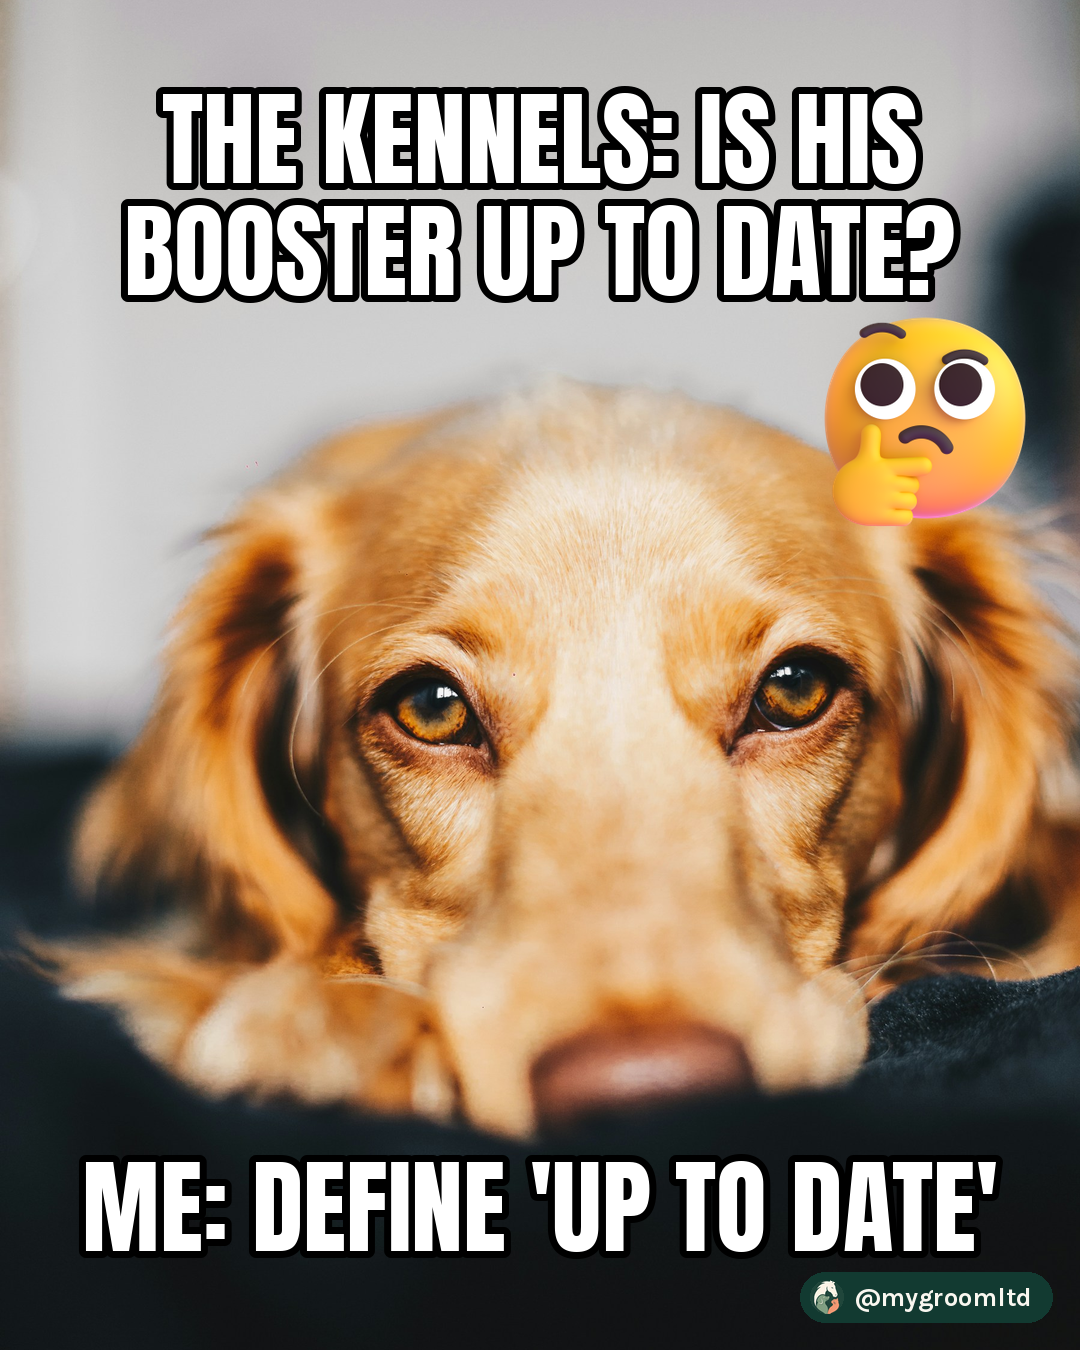 THE KENNELS: IS HIS
BOOSTER UP TO DATE?
ME: DEFINE 'UP TO DATE'
@mygroomltd